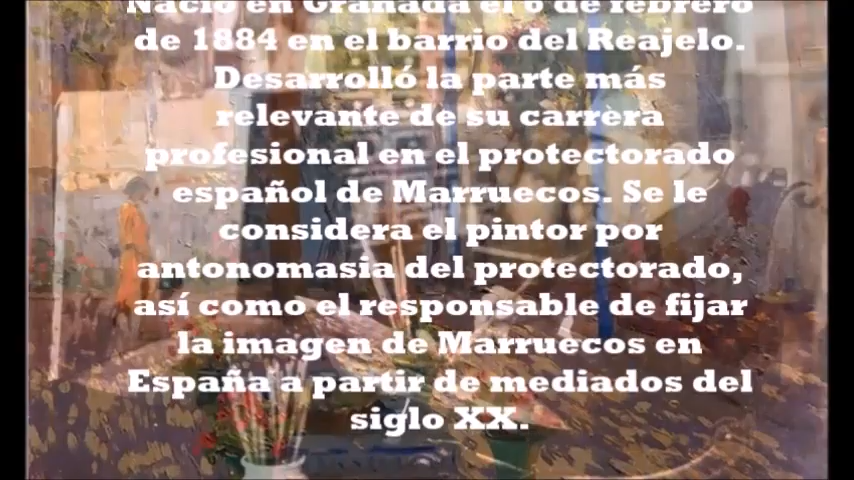 Nació en Granada el 6 de febrero
de 1884 en el barrio del Reajelo.
Desarrolló la parte más
relevante de su carrera
profesional en el protectorado
español de Marruecos. Se le
considera el pintor por
antonomasia del protectorado,
así como el responsable de fijar
la imagen de Marruecos en
España a partir de mediados del
siglo XX.